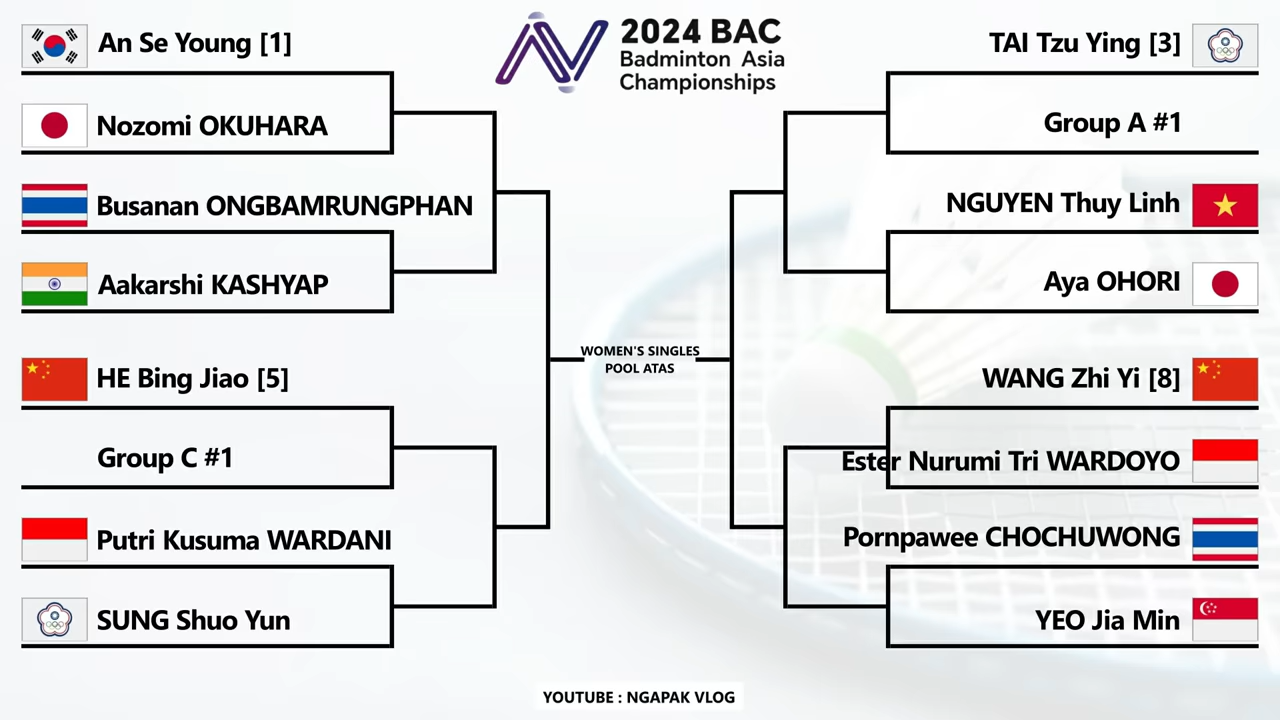 2024 BAC
Badminton Asia
Championships
An Se Young [1]
Nozomi OKUHARA
Busanan ONGBAMRUNGPHAN
Aakarshi KASHYAP
HE Bing Jiao [5]
Group C #1
Putri Kusuma WARDANI
SUNG Shuo Yun
WOMEN'S SINGLES
POOL ATAS
TAI Tzu Ying [3]
Group A #1
NGUYEN Thuy Linh
Aya OHORI
WANG Zhi Yi [8]
Ester Nurumi Tri WARDOYO
Pornpawee CHOCHUWONG
YEO Jia Min
YOUTUBE : NGAPAK VLOG